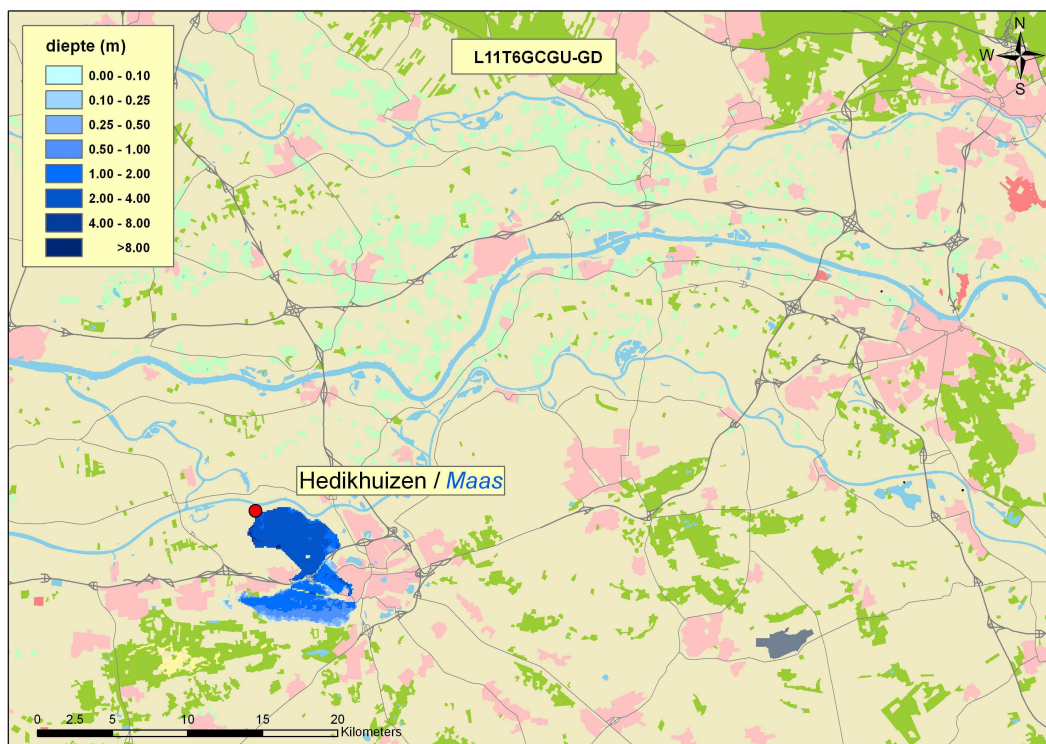 diepte (m)
0.00 - 0.10
0.10 - 0.25
0.25 - 0.50
0.50 - 1.00
1.00 - 2.00
2.00 - 4.00
4.00 - 8.00
>8.00
L11T6GCGU-GD
N
W
S
Hedikhuizen / Maas
0 2.5 5 10 15 20
Kilometers